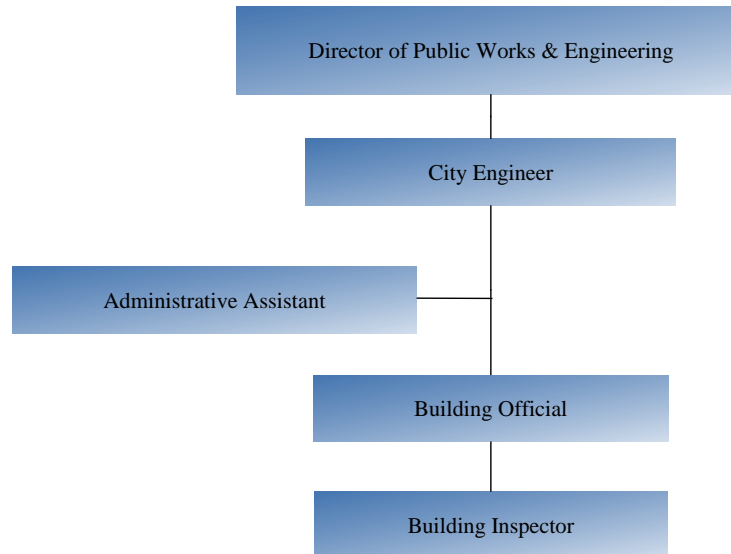 Director of Public Works & Engineering
City Engineer
Administrative Assistant
Building Official
Building Inspector